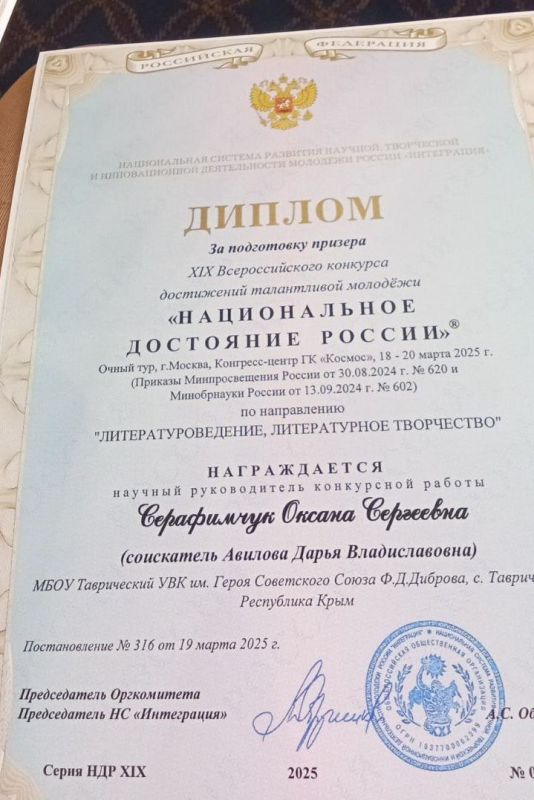 РОССИЙСКАЯ ФЕДЕРАЦИЯ
НАЦИОНАЛЬНАЯ СИСТЕМА РАЗВИТИЯ НАУЧНОЙ, ТВОРЧЕСКОЙ
И ИННОВАЦИОННОЙ ДЕЯТЕЛЬНОСТИ МОЛОДЁЖИ РОССИИ «ИНТЕГРАЦИЯ»
ДИПЛОМ
За подготовку призера
XIX Всероссийского конкурса
достижений талантливой молодёжи
«НАЦИОНАЛЬНОЕ
ДОСТОЯНИЕ РОССИИ»®
Очный тур, г.Москва, Конгресс-центр ГК «Космос», 18 - 20 марта 2025 г.
(Приказы Минпросвещения России от 30.08.2024 г. № 620 и
Минобрнауки России от 13.09.2024 г. № 602)
по направлению
"ЛИТЕРАТУРОВЕДЕНИЕ, ЛИТЕРАТУРНОЕ ТВОРЧЕСТВО"
НАГРАЖДАЕТСЯ
научный руководитель конкурсной работы
Серафимчук Оксана Сергеевна
(соискатель Авилова Дарья Владиславовна)
МБОУ Таврический УВК им. Героя Советского Союза Ф.Д.Диброва, с. Таврич
Республика Крым
Постановление № 316 от 19 марта 2025 г.
Председатель Оргкомитета
Председатель НС «Интеграция»
А.С. Об
Серия НДР XIX
2025
№ 0